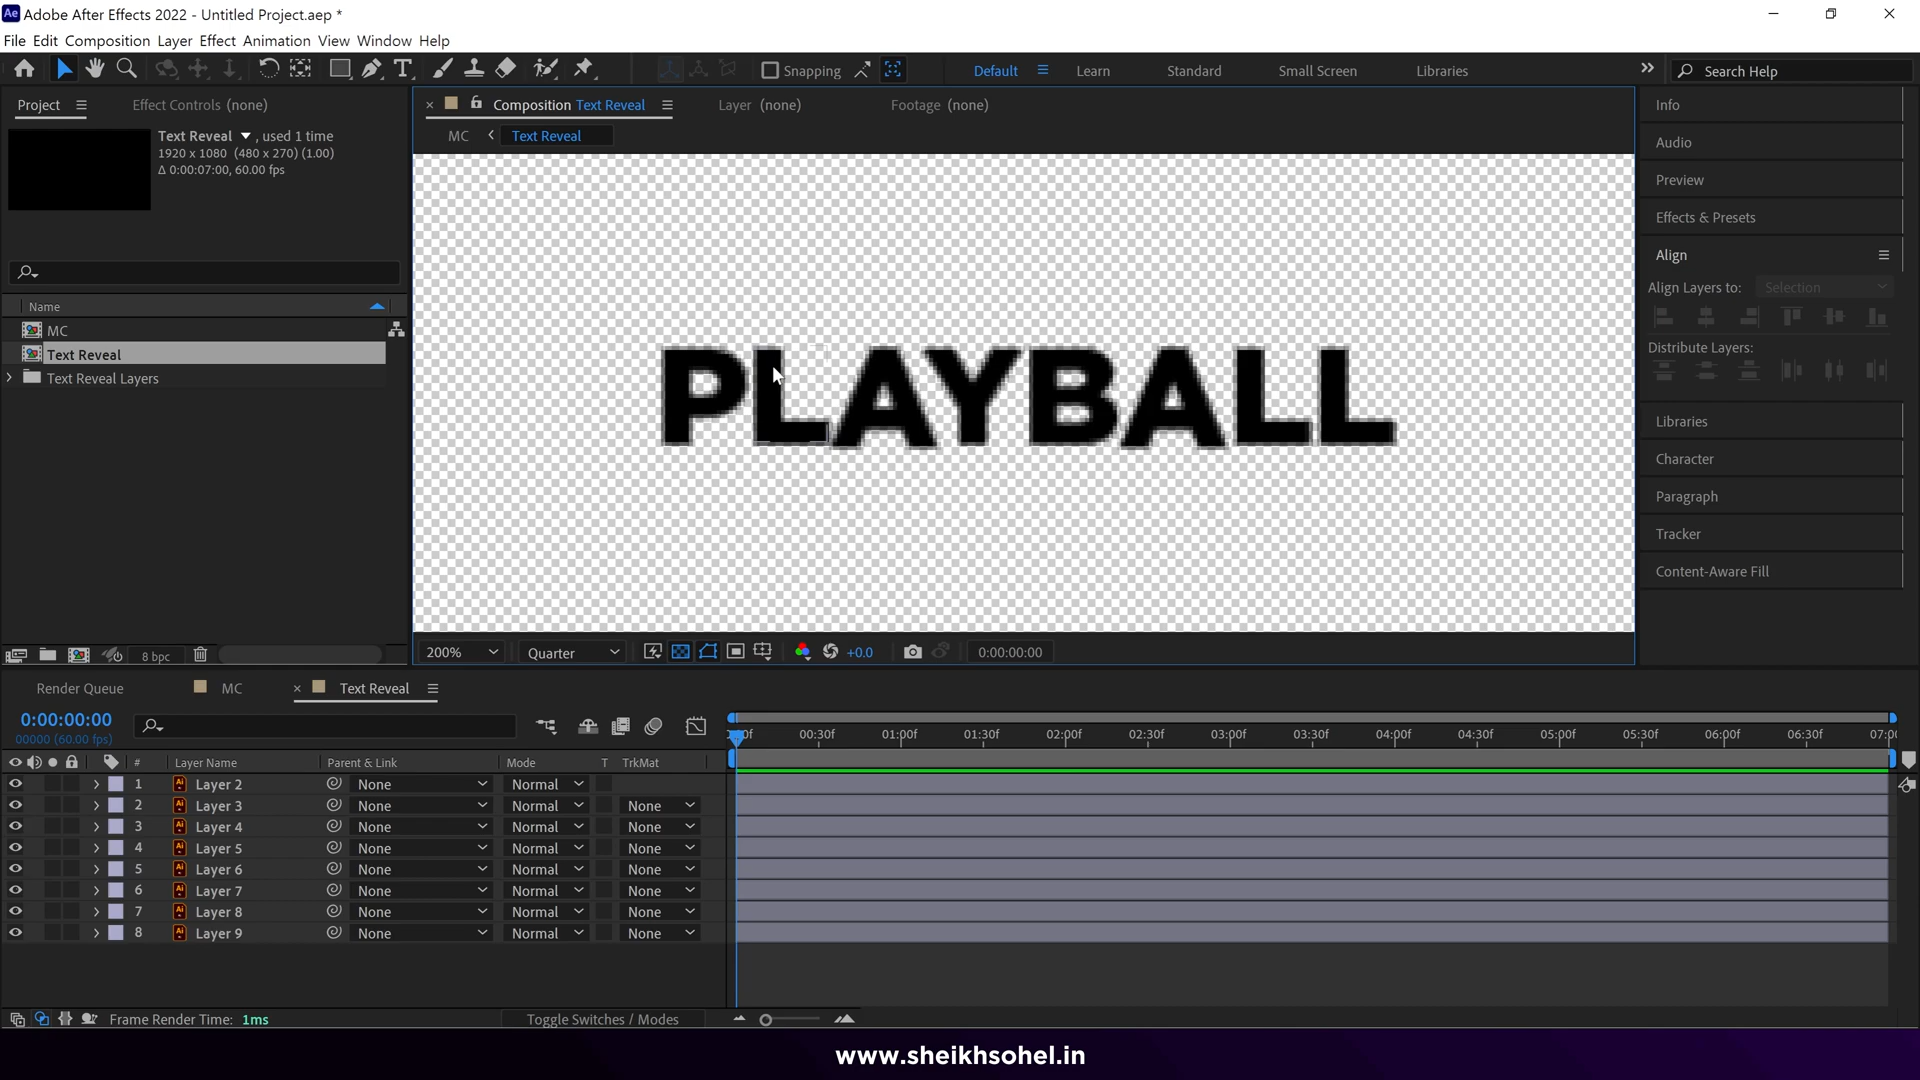 Adobe After Effects 2022 - Untitled Project.aep *
File Edit Composition Layer Effect Animation View Window Help
Snapping
Default
Learn
Standard
Small Screen
Libraries
Search Help
Project
Effect Controls (none)
Composition Text Reveal
Layer (none)
Footage (none)
MC
Text Reveal
Text Reveal , used 1 time
1920 x 1080 (480 x 270) (1.00)
Δ 0:00:07:00, 60.00 fps
Name
MC
Text Reveal
Text Reveal Layers
8 bpc
PLAYBALL
200%
Quarter
+0.0
0:00:00:00
Info
Audio
Preview
Effects & Presets
Align
Align Layers to: Selection
Distribute Layers:
Libraries
Character
Paragraph
Tracker
Content-Aware Fill
Render Queue
MC
Text Reveal
0:00:00:00
00000 (60.00 fps)
00:30f 01:00f 01:30f 02:00f 02:30f 03:00f 03:30f 04:00f 04:30f 05:00f 05:30f 06:00f 06:30f
# Layer Name Parent & Link Mode T TrkMat
1 Layer 2 None Normal
2 Layer 3 None Normal None
3 Layer 4 None Normal None
4 Layer 5 None Normal None
5 Layer 6 None Normal None
6 Layer 7 None Normal None
7 Layer 8 None Normal None
8 Layer 9 None Normal None
Frame Render Time: 1ms
Toggle Switches / Modes
www.sheikhsohel.in